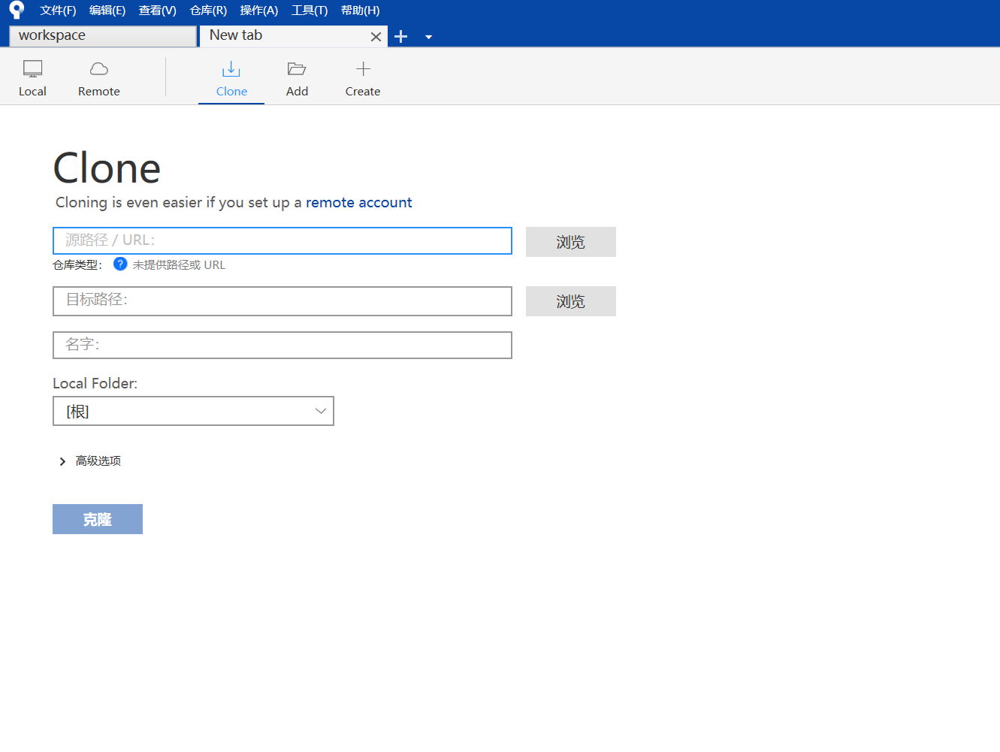 文件(F) 编辑(E) 查看(V) 仓库(R) 操作(A) 工具(T) 帮助(H)
workspace New tab
Local Remote Clone Add Create
Clone
Cloning is even easier if you set up a remote account
源路径 / URL: 浏览
仓库类型: ? 未提供路径或 URL
目标路径: 浏览
名字:
Local Folder:
[根]
高级选项
克隆